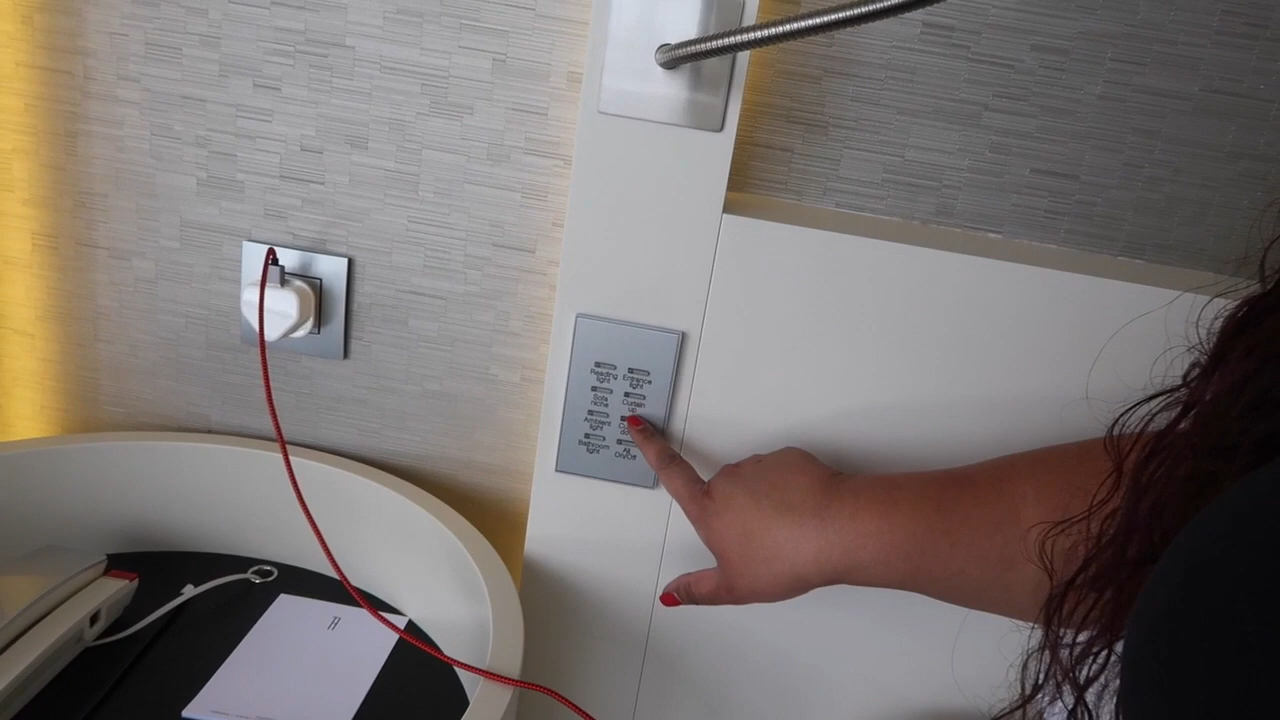 Reading
light
Entrance
light
Sofa
niche
Curtain
up
Ambient
light
Bathroom
light
All
On/Off